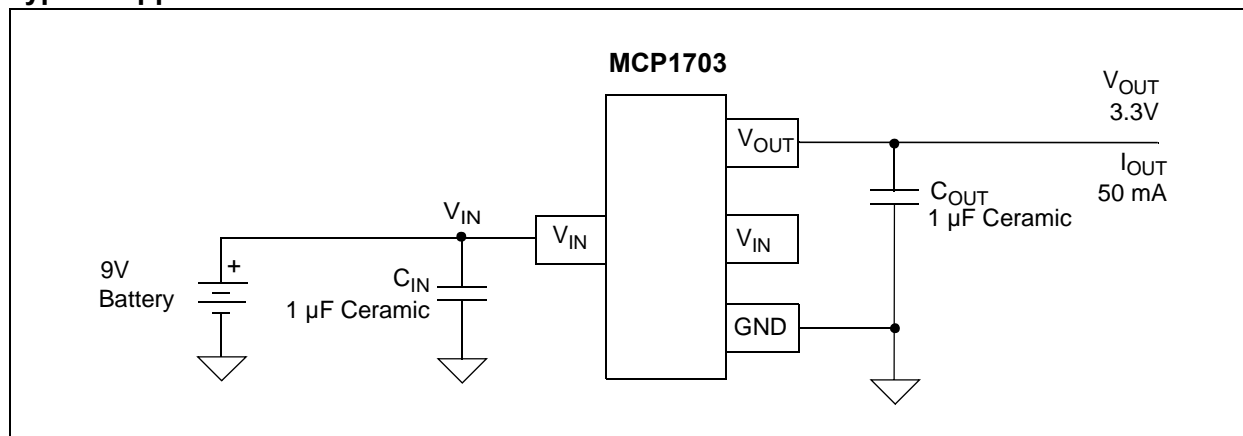 MCP1703
VOUT
3.3V
VOUT
IOUT
50 mA
COUT
1 µF Ceramic
VIN
VIN
VIN
9V
Battery
+
CIN
1 µF Ceramic
GND